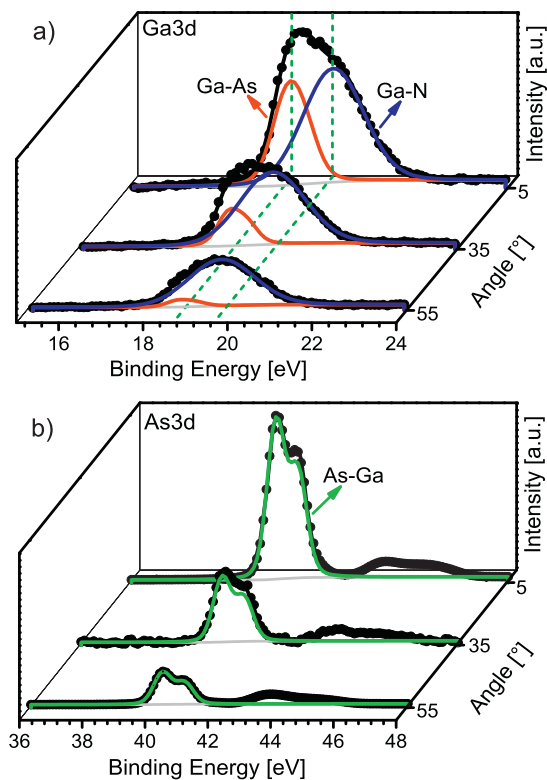 a)
Ga3d
Ga-As
Ga-N
Intensity [a.u.]
5
35
55
Angle [°]
16 18 20 22 24
Binding Energy [eV]
b)
As3d
As-Ga
Intensity [a.u.]
5
35
55
Angle [°]
36 38 40 42 44 46 48
Binding Energy [eV]